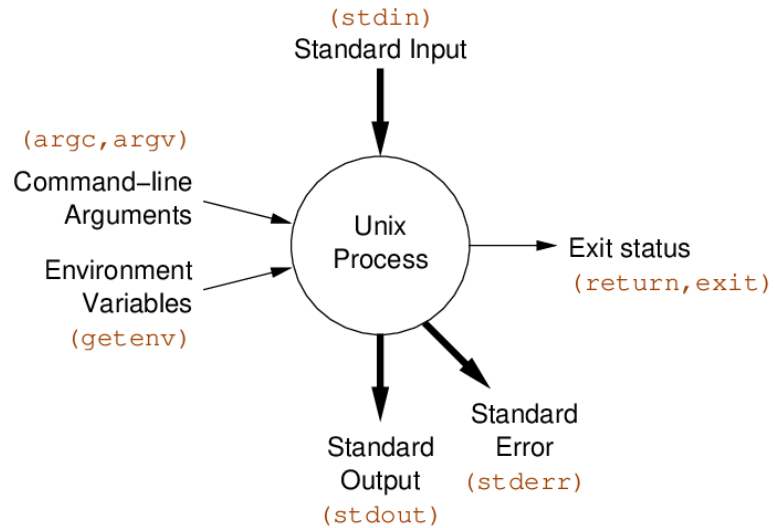 (stdin)
Standard Input
(argc,argv)
Command-line
Arguments
Environment
Variables
(getenv)
Unix
Process
Exit status
(return,exit)
Standard
Output
(stdout)
Standard
Error
(stderr)